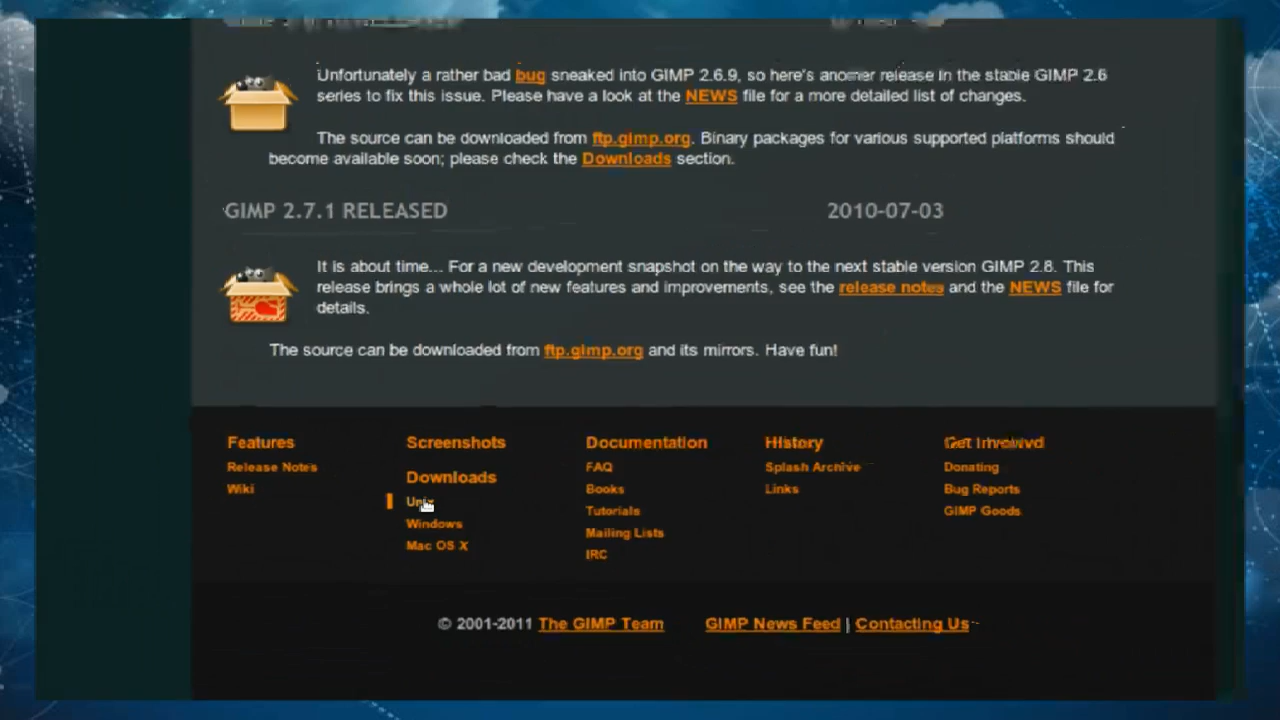 Unfortunately a rather bad bug sneaked into GIMP 2.6.9, so here's another release in the stable GIMP 2.6
series to fix this issue. Please have a look at the NEWS file for a more detailed list of changes.
The source can be downloaded from ftp.gimp.org. Binary packages for various supported platforms should
become available soon; please check the Downloads section.
GIMP 2.7.1 RELEASED 2010-07-03
It is about time... For a new development snapshot on the way to the next stable version GIMP 2.8. This
release brings a whole lot of new features and improvements, see the release notes and the NEWS file for
details.
The source can be downloaded from ftp.gimp.org and its mirrors. Have fun!
Features Screenshots Documentation History Get Involved
Release Notes Downloads FAQ Splash Archive Donating
Wiki Unix Books Links Bug Reports
Windows Tutorials GIMP Goods
Mac OS X Mailing Lists
IRC
© 2001-2011 The GIMP Team GIMP News Feed | Contacting Us